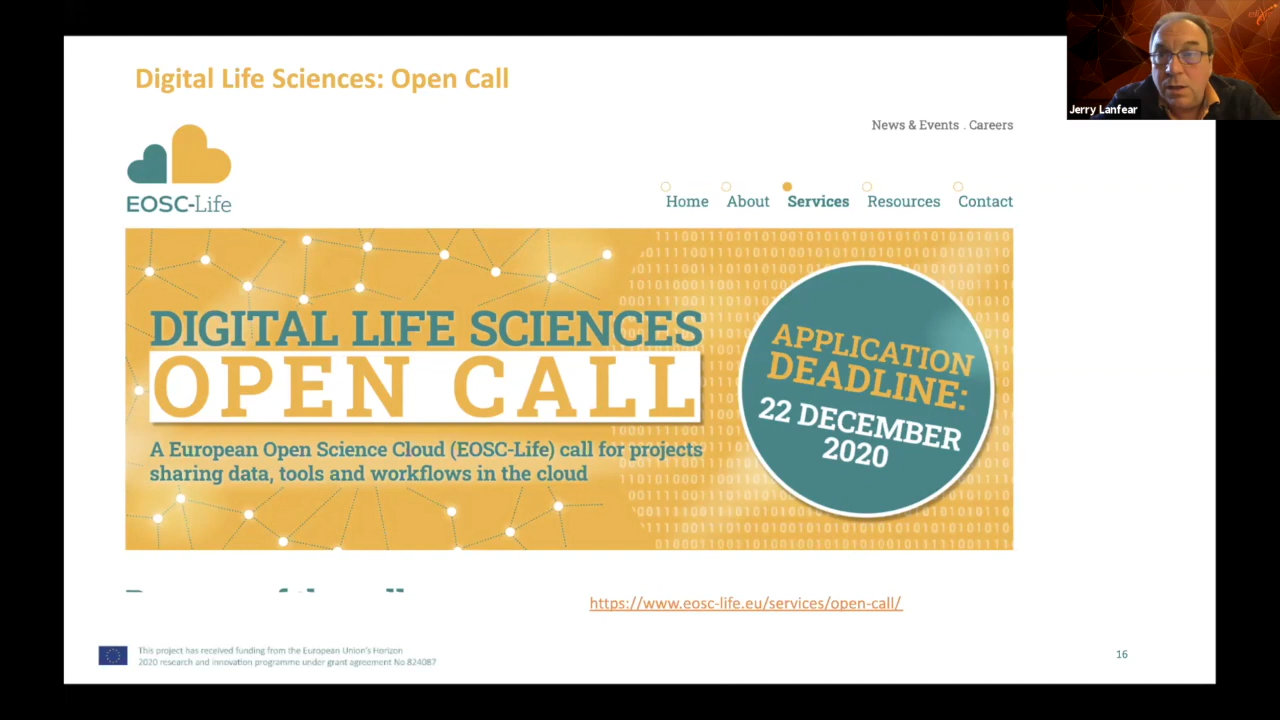 Digital Life Sciences: Open Call
Jerry Lanfear
News & Events . Careers
EOSC-Life
Home About Services Resources Contact
DIGITAL LIFE SCIENCES
OPEN CALL
A European Open Science Cloud (EOSC-Life) call for projects
sharing data, tools and workflows in the cloud
APPLICATION
DEADLINE:
22 DECEMBER
2020
https://www.eosc-life.eu/services/open-call/
This project has received funding from the European Union's Horizon
2020 research and innovation programme under grant agreement No 824087
16